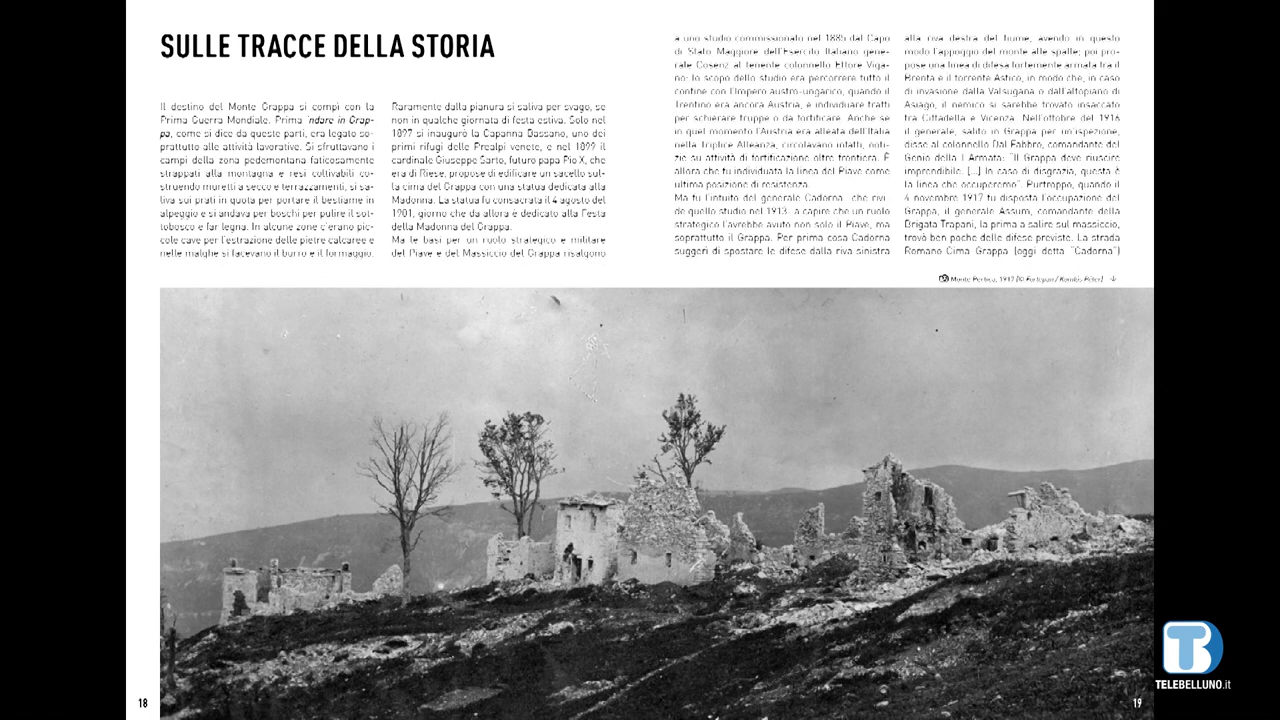 SULLE TRACCE DELLA STORIA
Il destino del Monte Grappa si compì con la
Prima Guerra Mondiale. Prima 'ndare in Grap-
pa, come si dice da queste parti, era legato so-
prattutto alle attività lavorative. Si sfruttavano i
campi della zona pedemontana faticosamente
strappati alla montagna e resi coltivabili co-
struendo muretti a secco e terrazzamenti, si sa-
liva sui prati in quota per portare il bestiame in
alpeggio e si andava per boschi per pulire il sot-
tobosco e far legna. In alcune zone c'erano pic-
cole cave per l'estrazione delle pietre calcaree e
nelle malghe si facevano il burro e il formaggio.
Raramente dalla pianura si saliva per svago, se
non in qualche giornata di festa estiva. Solo nel
1897 si inaugurò la Capanna Bassano, uno dei
primi rifugi delle Prealpi venete, e nel 1899 il
cardinale Giuseppe Sarto, futuro papa Pio X, che
era di Riese, propose di edificare un sacello sul-
la cima del Grappa con una statua dedicata alla
Madonna. La statua fu consacrata il 4 agosto del
1901, giorno che da allora è dedicato alla Festa
della Madonna del Grappa.
Ma le basi per un ruolo strategico e militare
del Piave e del Massiccio del Grappa risalgono
a uno studio commissionato nel 1885 dal Capo
di Stato Maggiore dell'Esercito Italiano gene-
rale Cosenz al tenente colonnello Ettore Viga-
nò: lo scopo dello studio era percorrere tutto il
confine con l'Impero austro-ungarico, quando il
Trentino era ancora Austria, e individuare tratti
per schierare truppe o da fortificare. Anche se
in quel momento l'Austria era alleata dell'Italia
nella Triplice Alleanza, circolavano infatti, noti-
zie su attività di fortificazione oltre frontiera. È
allora che fu individuata la linea del Piave come
ultima posizione di resistenza.
Ma fu l'intuito del generale Cadorna -che rivi-
de quello studio nel 1913- a capire che un ruolo
strategico l'avrebbe avuto non solo il Piave, ma
soprattutto il Grappa. Per prima cosa Cadorna
suggerì di spostare le difese dalla riva sinistra
alla riva destra del fiume, avendo in questo
modo l'appoggio del monte alle spalle; poi pro-
pose una linea di difesa fortemente armata fra il
Brenta e il torrente Astico, in modo che, in caso
di invasione dalla Valsugana o dall'altopiano di
Asiago, il nemico si sarebbe trovato insaccato
fra Cittadella e Vicenza. Nell'ottobre del 1916
il generale, salito in Grappa per un'ispezione,
disse al colonnello Dal Fabbro, comandante del
Genio della I Armata: "Il Grappa deve riuscire
imprendibile. [...] In caso di disgrazia, questa è
la linea che occuperemo". Purtroppo, quando il
4 novembre 1917 fu disposta l'occupazione del
Grappa, il generale Assum, comandante della
Brigata Trapani, la prima a salire sul massiccio,
trovò ben poche delle difese previste. La strada
Romano Cima Grappa (oggi detta "Cadorna")
Monte Pertica, 1917 [© Fortepan / Komlós Péter]
18
19
TELEBELLUNO.it